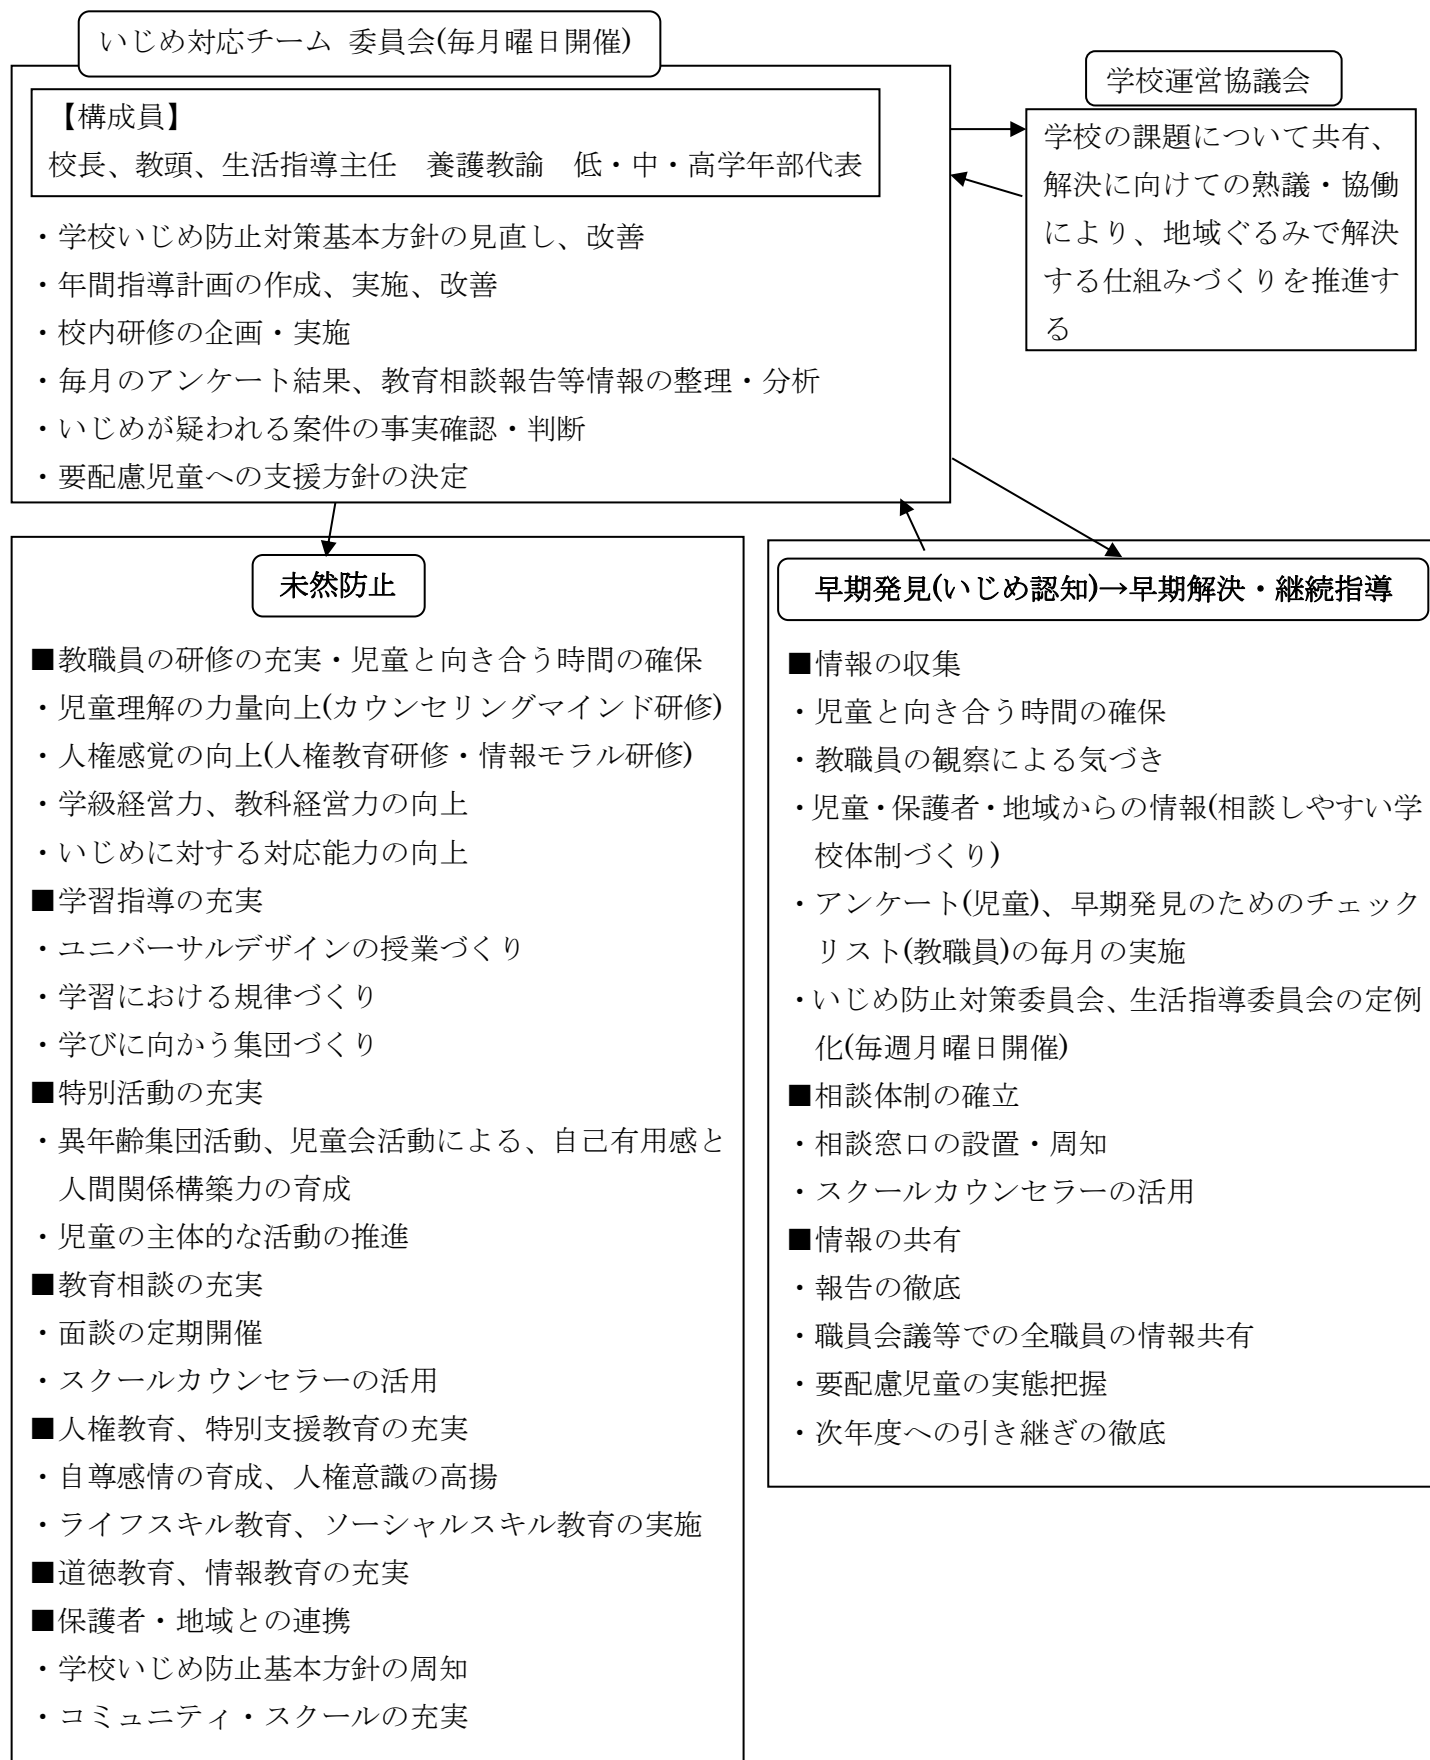 いじめ対応チーム 委員会(毎月曜日開催)
【構成員】
校長、教頭、生活指導主任　養護教諭　低・中・高学年部代表
・学校いじめ防止対策基本方針の見直し、改善
・年間指導計画の作成、実施、改善
・校内研修の企画・実施
・毎月のアンケート結果、教育相談報告等情報の整理・分析
・いじめが疑われる案件の事実確認・判断
・要配慮児童への支援方針の決定
学校運営協議会
学校の課題について共有、
解決に向けての熟議・協働
により、地域ぐるみで解決
する仕組みづくりを推進す
る
未然防止
■教職員の研修の充実・児童と向き合う時間の確保
・児童理解の力量向上(カウンセリングマインド研修)
・人権感覚の向上(人権教育研修・情報モラル研修)
・学級経営力、教科経営力の向上
・いじめに対する対応能力の向上
■学習指導の充実
・ユニバーサルデザインの授業づくり
・学習における規律づくり
・学びに向かう集団づくり
■特別活動の充実
・異年齢集団活動、児童会活動による、自己有用感と
人間関係構築力の育成
・児童の主体的な活動の推進
■教育相談の充実
・面談の定期開催
・スクールカウンセラーの活用
■人権教育、特別支援教育の充実
・自尊感情の育成、人権意識の高揚
・ライフスキル教育、ソーシャルスキル教育の実施
■道徳教育、情報教育の充実
■保護者・地域との連携
・学校いじめ防止基本方針の周知
・コミュニティ・スクールの充実
早期発見(いじめ認知)→早期解決・継続指導
■情報の収集
・児童と向き合う時間の確保
・教職員の観察による気づき
・児童・保護者・地域からの情報(相談しやすい学
校体制づくり)
・アンケート(児童)、早期発見のためのチェック
リスト(教職員)の毎月の実施
・いじめ防止対策委員会、生活指導委員会の定例
化(毎週月曜日開催)
■相談体制の確立
・相談窓口の設置・周知
・スクールカウンセラーの活用
■情報の共有
・報告の徹底
・職員会議等での全職員の情報共有
・要配慮児童の実態把握
・次年度への引き継ぎの徹底